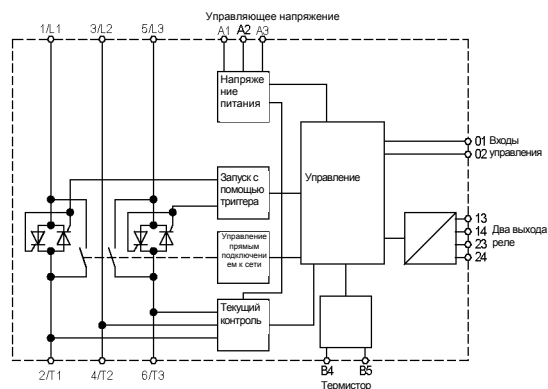 Управляющее напряжение
1/L1 3/L2 5/L3 A1 A2 A3
Напряже
ние
питания
01 Входы
02 управления
Запуск с
помощью
триггера
Управление
13
14 Два выхода
23 реле
24
Управление
прямым
подключени
ем к сети
Текущий
контроль
B4 B5
2/T1 4/T2 6/T3
Термистор